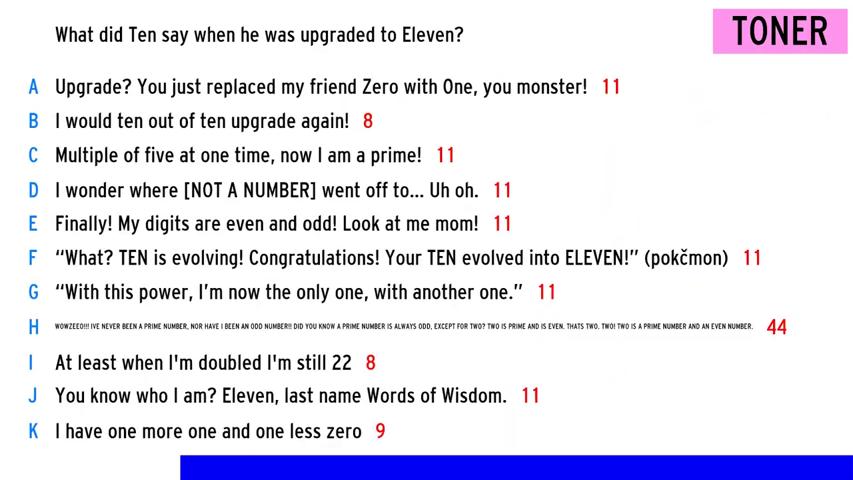 What did Ten say when he was upgraded to Eleven?
TONER
A Upgrade? You just replaced my friend Zero with One, you monster! 11
B I would ten out of ten upgrade again! 8
C Multiple of five at one time, now I am a prime! 11
D I wonder where [NOT A NUMBER] went off to... Uh oh. 11
E Finally! My digits are even and odd! Look at me mom! 11
F “What? TEN is evolving! Congratulations! Your TEN evolved into ELEVEN!” (pokčmon) 11
G “With this power, I’m now the only one, with another one.” 11
H WOWZEEO!!! IVE NEVER BEEN A PRIME NUMBER, NOR HAVE I BEEN AN ODD NUMBER!! DID YOU KNOW A PRIME NUMBER IS ALWAYS ODD, EXCEPT FOR TWO? TWO IS PRIME AND IS EVEN. THATS TWO. TWO! TWO IS A PRIME NUMBER AND AN EVEN NUMBER. 44
I At least when I'm doubled I'm still 22 8
J You know who I am? Eleven, last name Words of Wisdom. 11
K I have one more one and one less zero 9